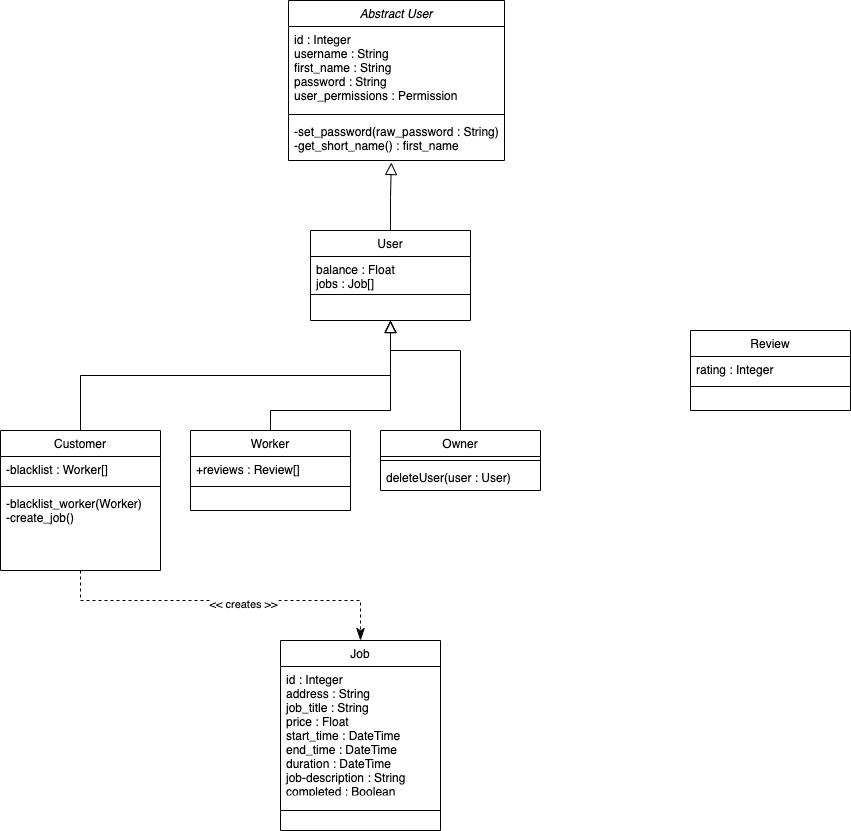 Abstract User
id : Integer
username : String
first_name : String
password : String
user_permissions : Permission
-set_password(raw_password : String)
-get_short_name() : first_name
User
balance : Float
jobs : Job[]
Review
rating : Integer
Customer
-blacklist : Worker[]
-blacklist_worker(Worker)
-create_job()
Worker
+reviews : Review[]
Owner
deleteUser(user : User)
<< creates >>
Job
id : Integer
address : String
job_title : String
price : Float
start_time : DateTime
end_time : DateTime
duration : DateTime
job-description : String
completed : Boolean